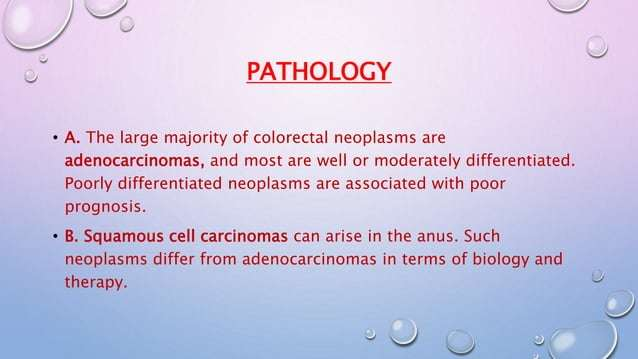 PATHOLOGY
• A. The large majority of colorectal neoplasms are
adenocarcinomas, and most are well or moderately differentiated.
Poorly differentiated neoplasms are associated with poor
prognosis.
• B. Squamous cell carcinomas can arise in the anus. Such
neoplasms differ from adenocarcinomas in terms of biology and
therapy.